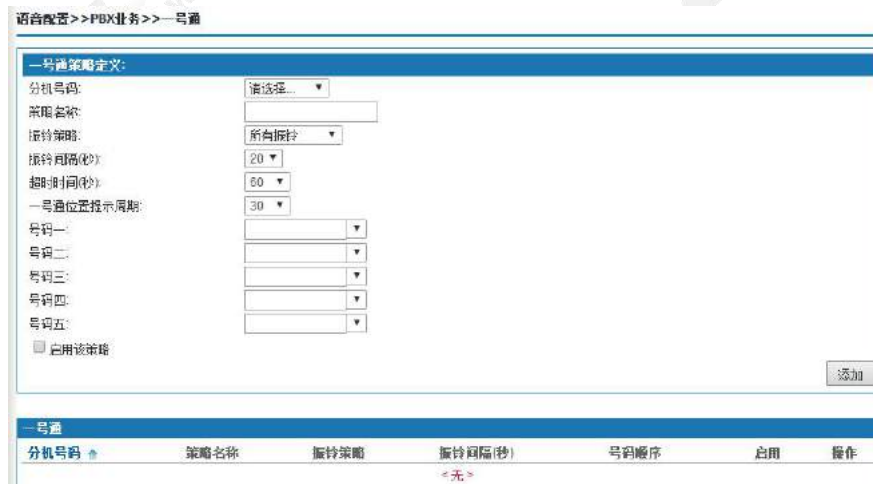 语音配置>>PBX业务>>一号通
一号通策略定义:
分机号码: 请选择...
策略名称:
振铃策略: 所有振铃
振铃间隔(秒): 20
超时时间(秒): 60
一号通位置提示周期: 30
号码一:
号码二:
号码三:
号码四:
号码五:
启用该策略
添加
一号通
分机号码 策略名称 振铃策略 振铃间隔(秒) 号码顺序 启用 操作
<无>